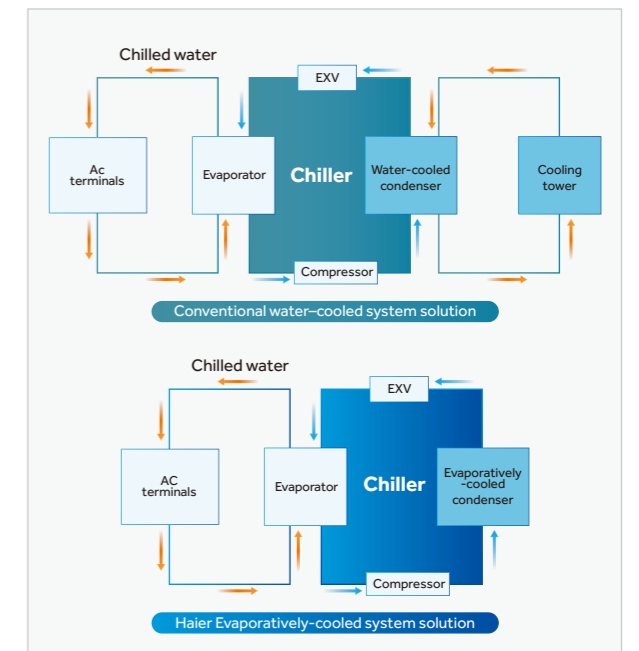 Chilled water
EXV
Ac
terminals
Evaporator
Chiller
Water-cooled
condenser
Cooling
tower
Compressor
Conventional water–cooled system solution
Chilled water
EXV
AC
terminals
Evaporator
Chiller
Evaporatively
-cooled
condenser
Compressor
Haier Evaporatively-cooled system solution